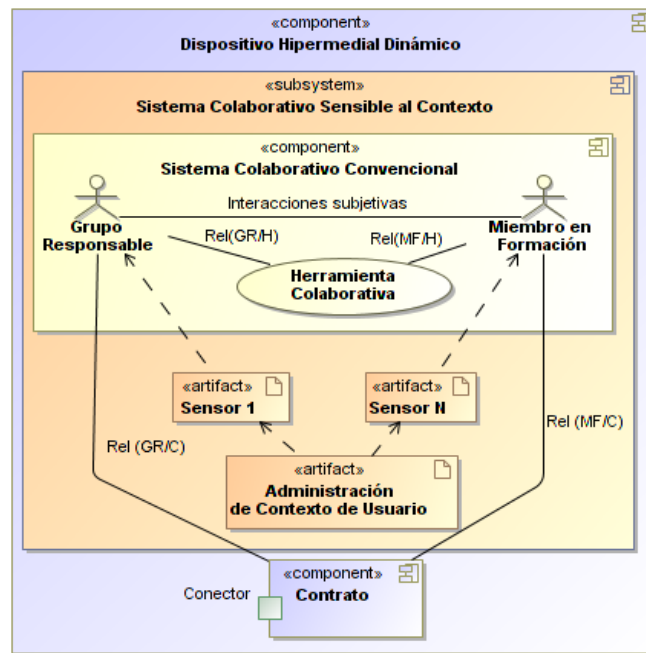 «component»
Dispositivo Hipermedial Dinámico
«subsystem»
Sistema Colaborativo Sensible al Contexto
«component»
Sistema Colaborativo Convencional
Interacciones subjetivas
Grupo
Responsable
Miembro en
Formación
Rel(GR/H)
Rel(MF/H)
Herramienta
Colaborativa
«artifact»
Sensor 1
«artifact»
Sensor N
Rel (GR/C)
Rel (MF/C)
«artifact»
Administración
de Contexto de Usuario
«component»
Contrato
Conector